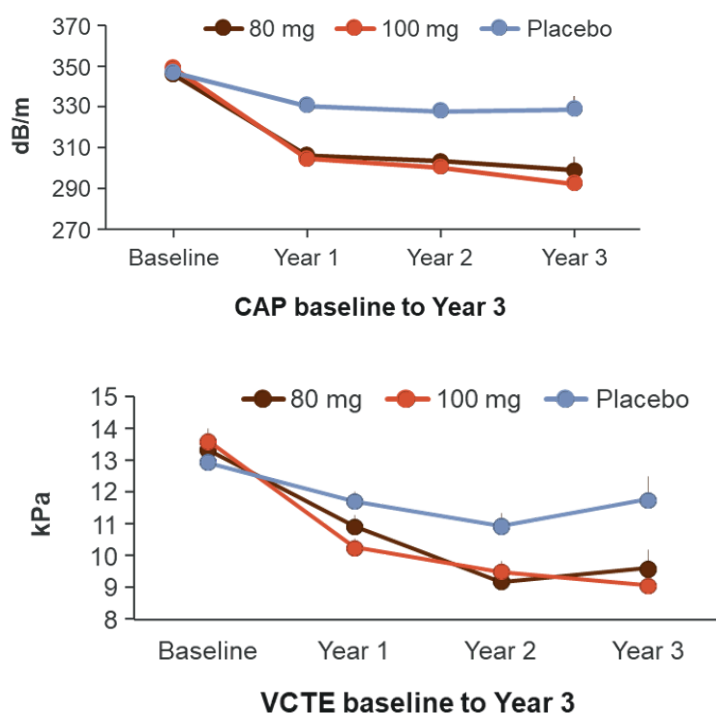 370
80 mg 100 mg Placebo
350
330
dB/m
310
290
270
Baseline Year 1 Year 2 Year 3
CAP baseline to Year 3
15
80 mg 100 mg Placebo
14
13
12
kPa
11
10
9
8
Baseline Year 1 Year 2 Year 3
VCTE baseline to Year 3